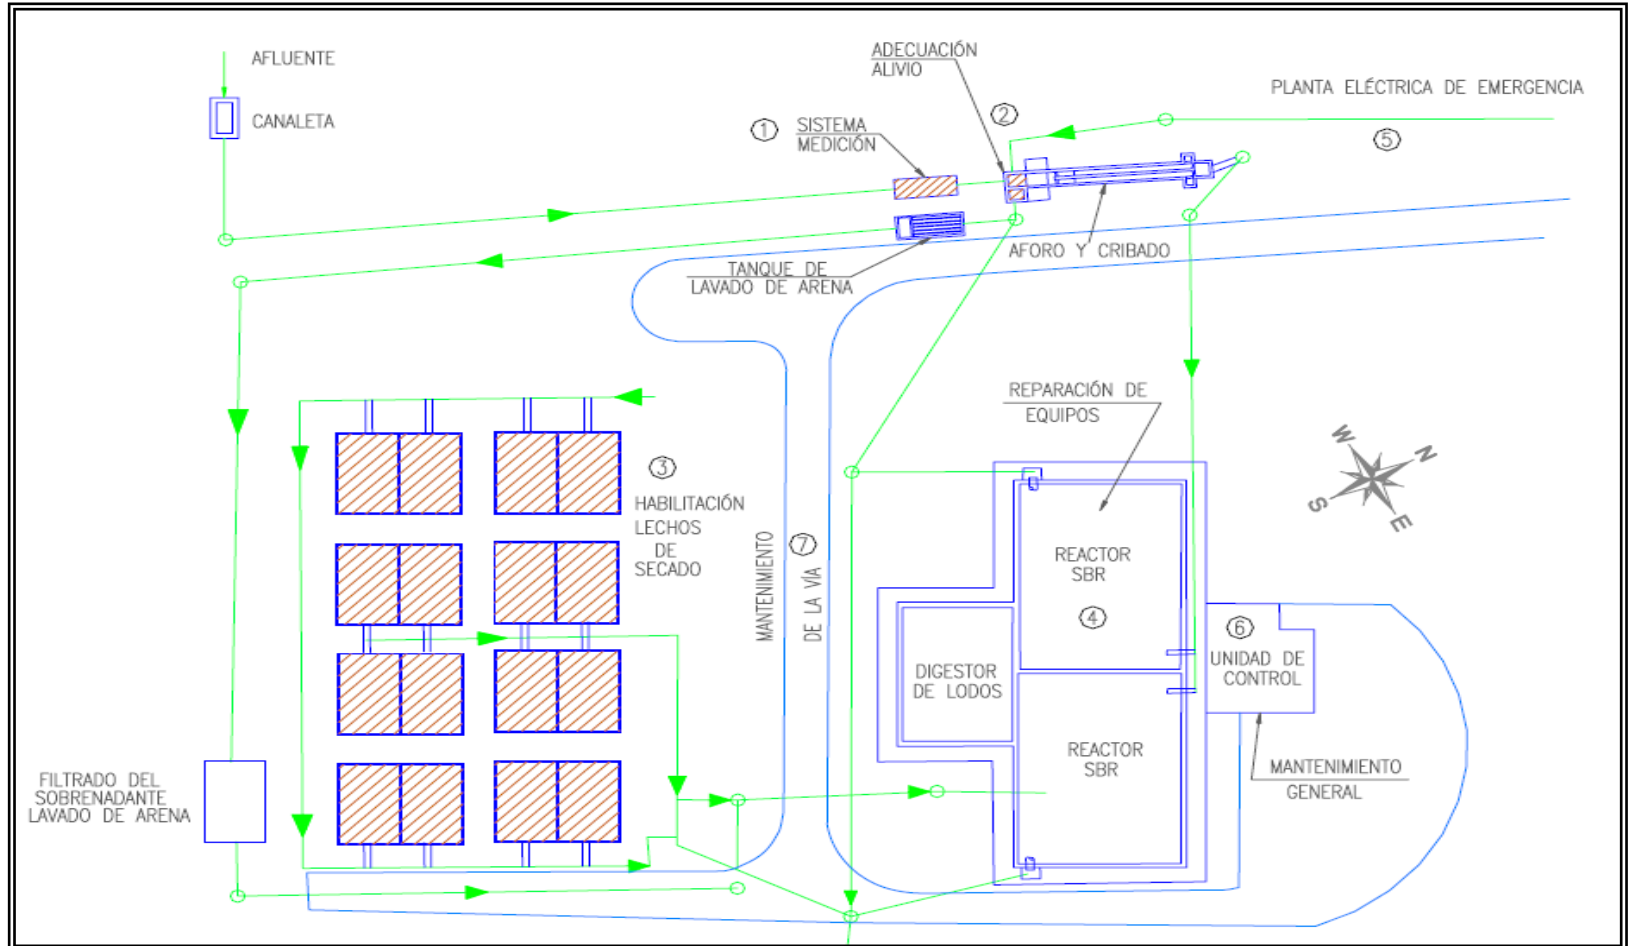 AFLUENTE
CANALETA
ADECUACIÓN
ALIVIO
PLANTA ELÉCTRICA DE EMERGENCIA
1
SISTEMA
MEDICIÓN
2
5
TANQUE DE
LAVADO DE ARENA
AFORO Y CRIBADO
REPARACIÓN DE
EQUIPOS
W
N
S
E
3
HABILITACIÓN
LECHOS
DE
SECADO
MANTENIMIENTO
DE LA VÍA
7
REACTOR
SBR
4
DIGESTOR
DE LODOS
6
UNIDAD DE
CONTROL
REACTOR
SBR
MANTENIMIENTO
GENERAL
FILTRADO DEL
SOBRENADANTE
LAVADO DE ARENA